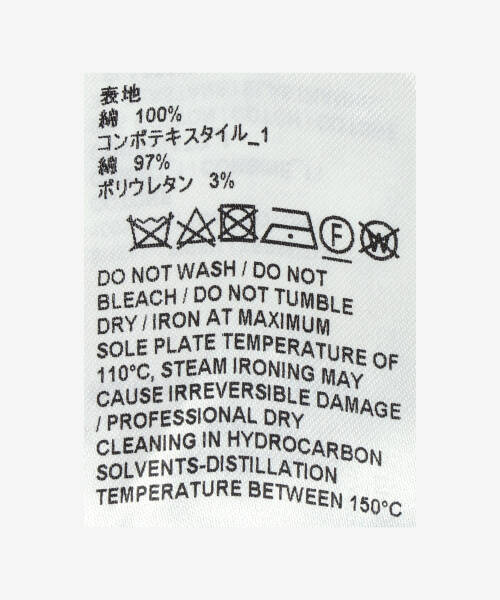 表地
綿 100%
コンポテキスタイル_1
綿 97%
ポリウレタン 3%
F W
DO NOT WASH / DO NOT
BLEACH / DO NOT TUMBLE
DRY / IRON AT MAXIMUM
SOLE PLATE TEMPERATURE OF
110°C, STEAM IRONING MAY
CAUSE IRREVERSIBLE DAMAGE
/ PROFESSIONAL DRY
CLEANING IN HYDROCARBON
SOLVENTS-DISTILLATION
TEMPERATURE BETWEEN 150°C